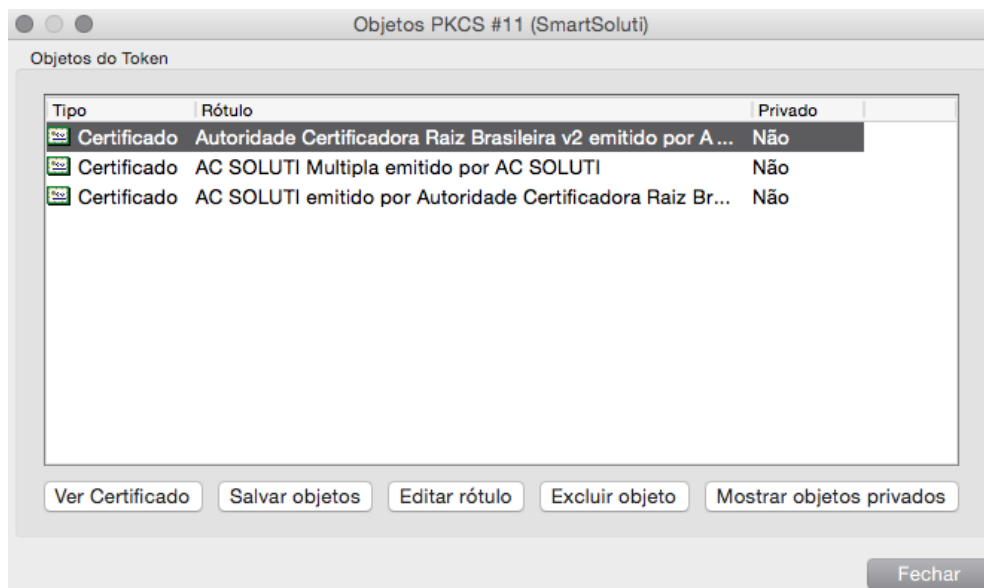 Objetos PKCS #11 (SmartSoluti)
Objetos do Token
Tipo Rótulo Privado
Certificado Autoridade Certificadora Raiz Brasileira v2 emitido por A ... Não
Certificado AC SOLUTI Multipla emitido por AC SOLUTI Não
Certificado AC SOLUTI emitido por Autoridade Certificadora Raiz Br... Não
Ver Certificado Salvar objetos Editar rótulo Excluir objeto Mostrar objetos privados
Fechar